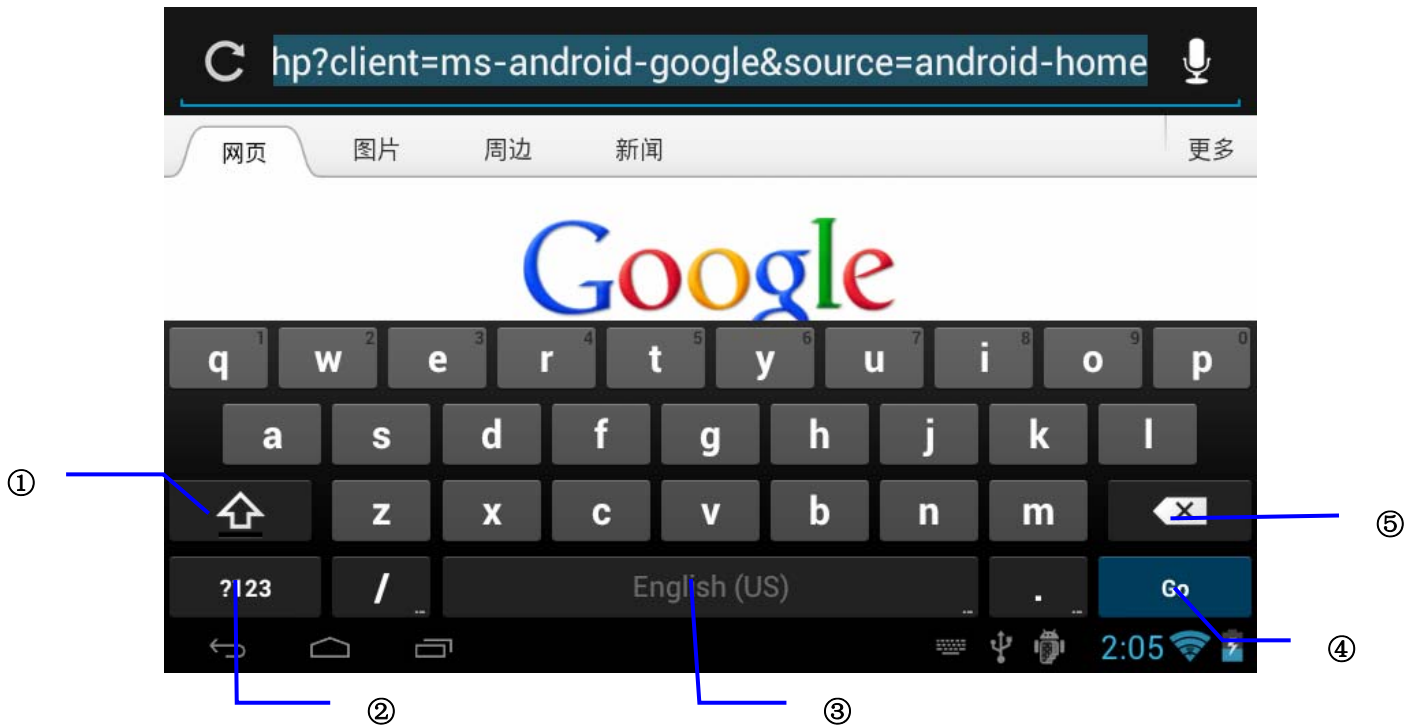 hp?client=ms-android-google&source=android-home
网页 图片 周边 新闻 更多
Google
q 1 w 2 e 3 r 4 t 5 y 6 u 7 i 8 o 9 p 0
a s d f g h j k l
①
z x c v b n m
⑤
?123 / ... English (US) ... . ... Go
2:05
④
② ③